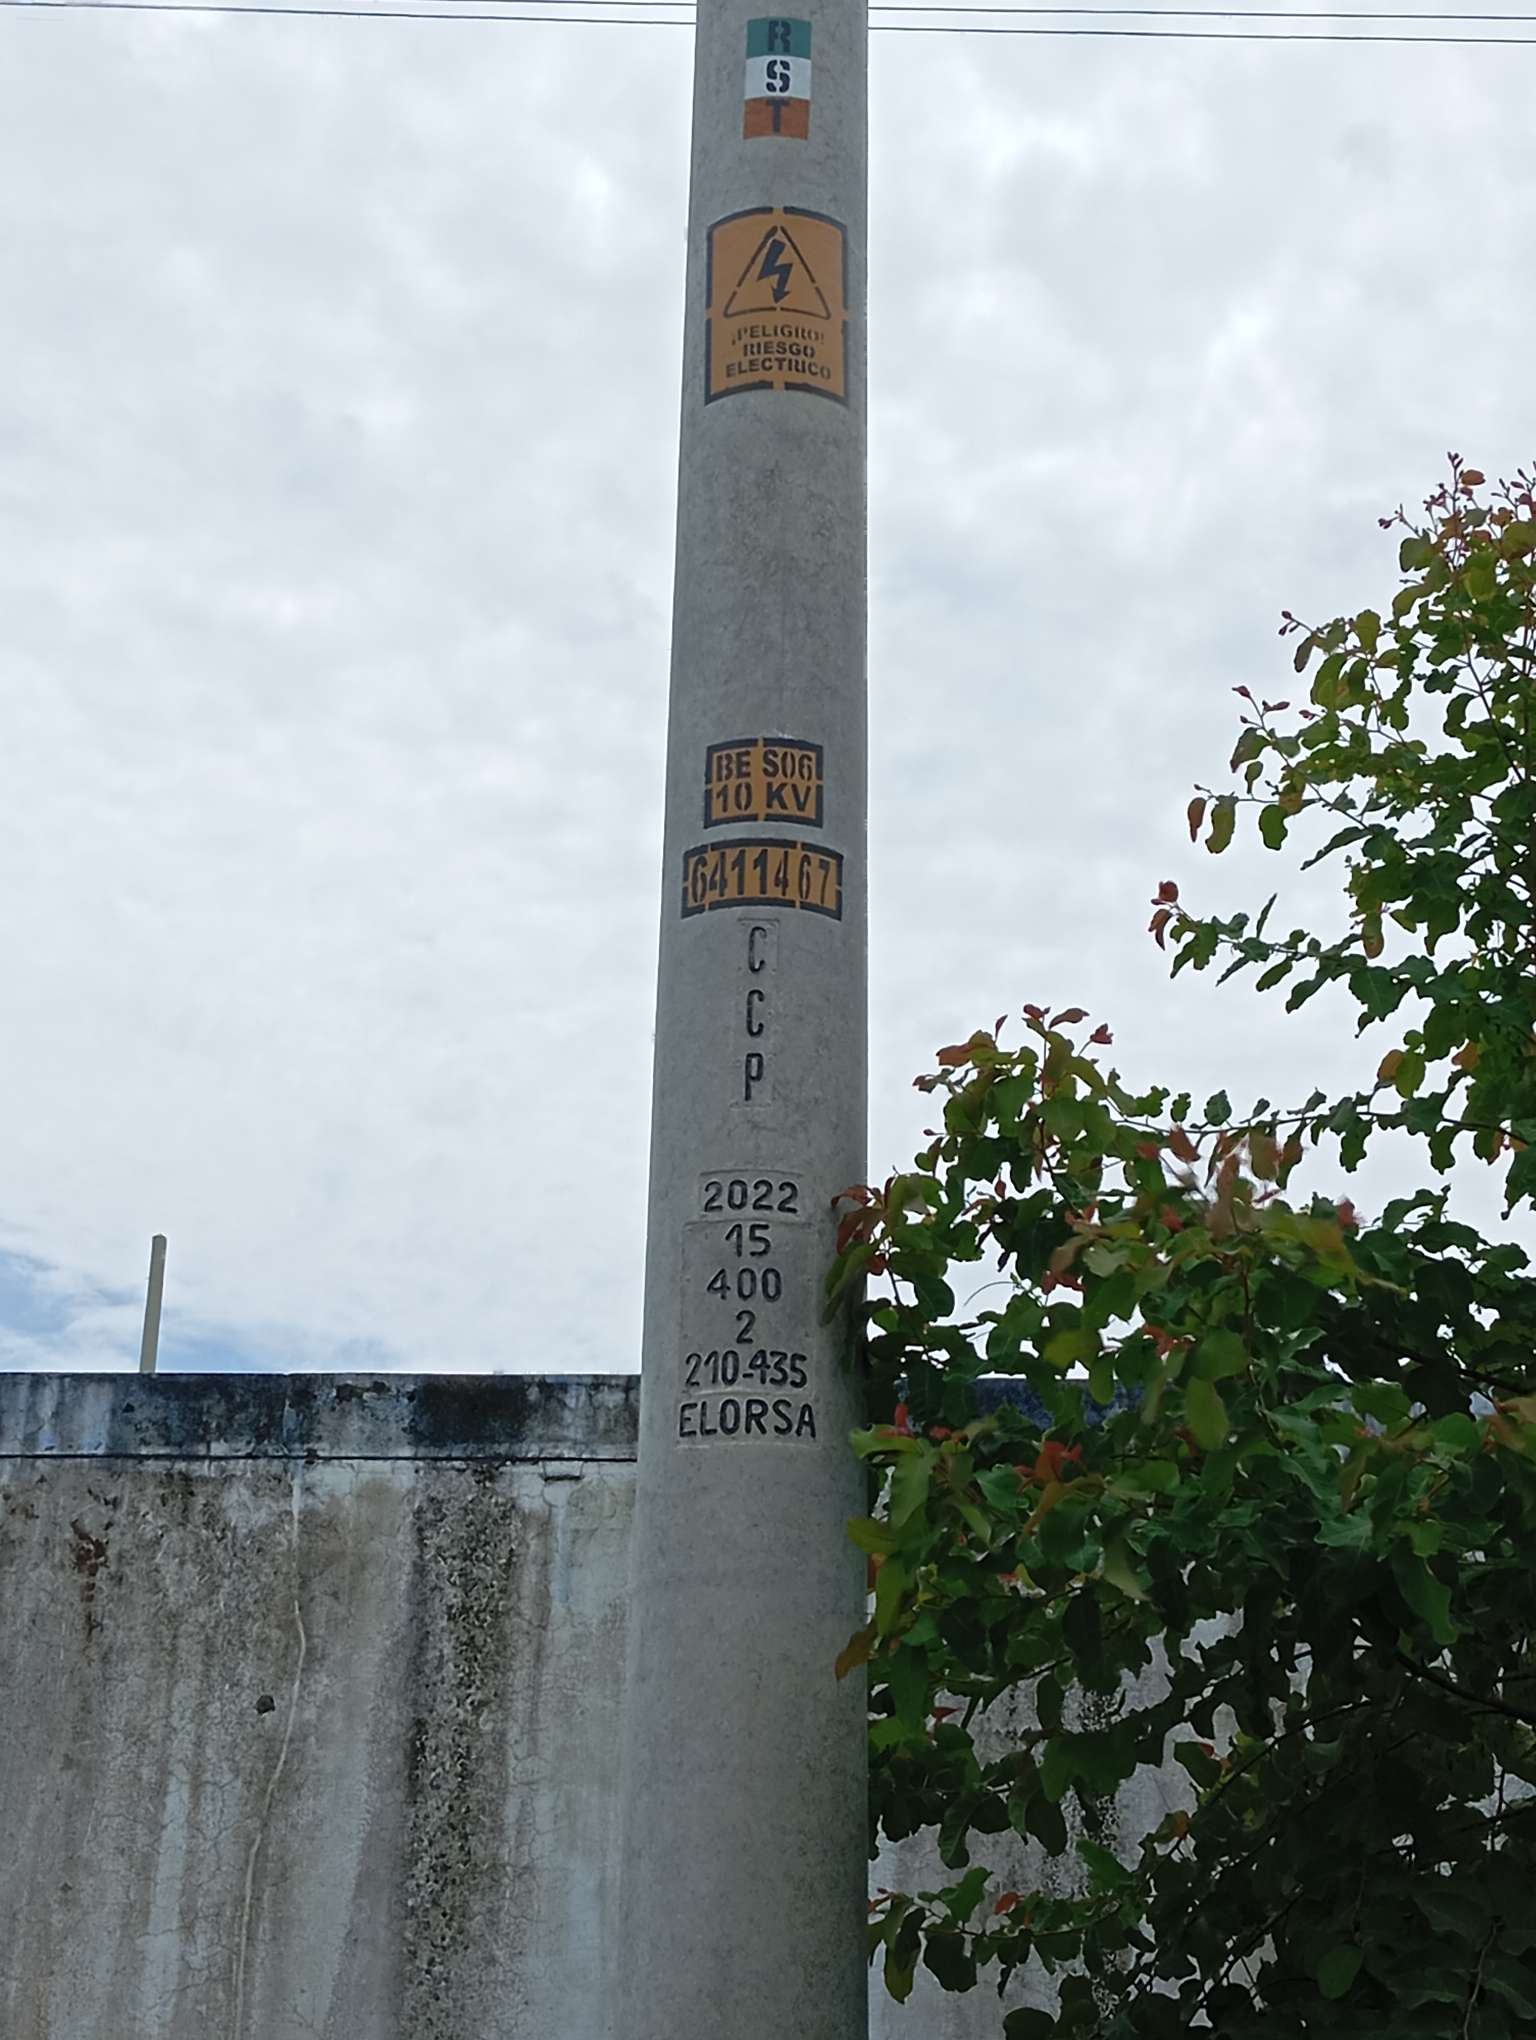 R
S
T
¡PELIGRO!
RIESGO
ELECTRICO
BE S06
10 KV
6411467
C
C
P
2022
15
400
2
210-435
ELORSA